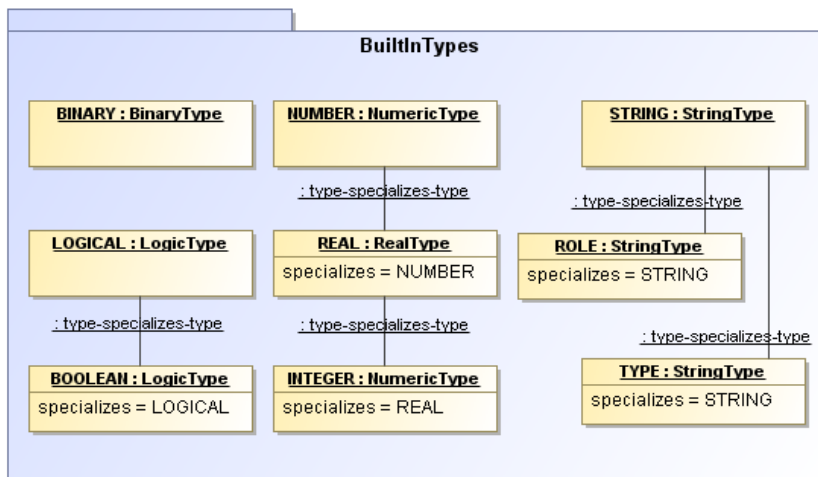 BuiltInTypes
BINARY : BinaryType
NUMBER : NumericType
STRING : StringType
: type-specializes-type
: type-specializes-type
LOGICAL : LogicType
REAL : RealType
specializes = NUMBER
ROLE : StringType
specializes = STRING
: type-specializes-type
: type-specializes-type
: type-specializes-type
BOOLEAN : LogicType
specializes = LOGICAL
INTEGER : NumericType
specializes = REAL
TYPE : StringType
specializes = STRING